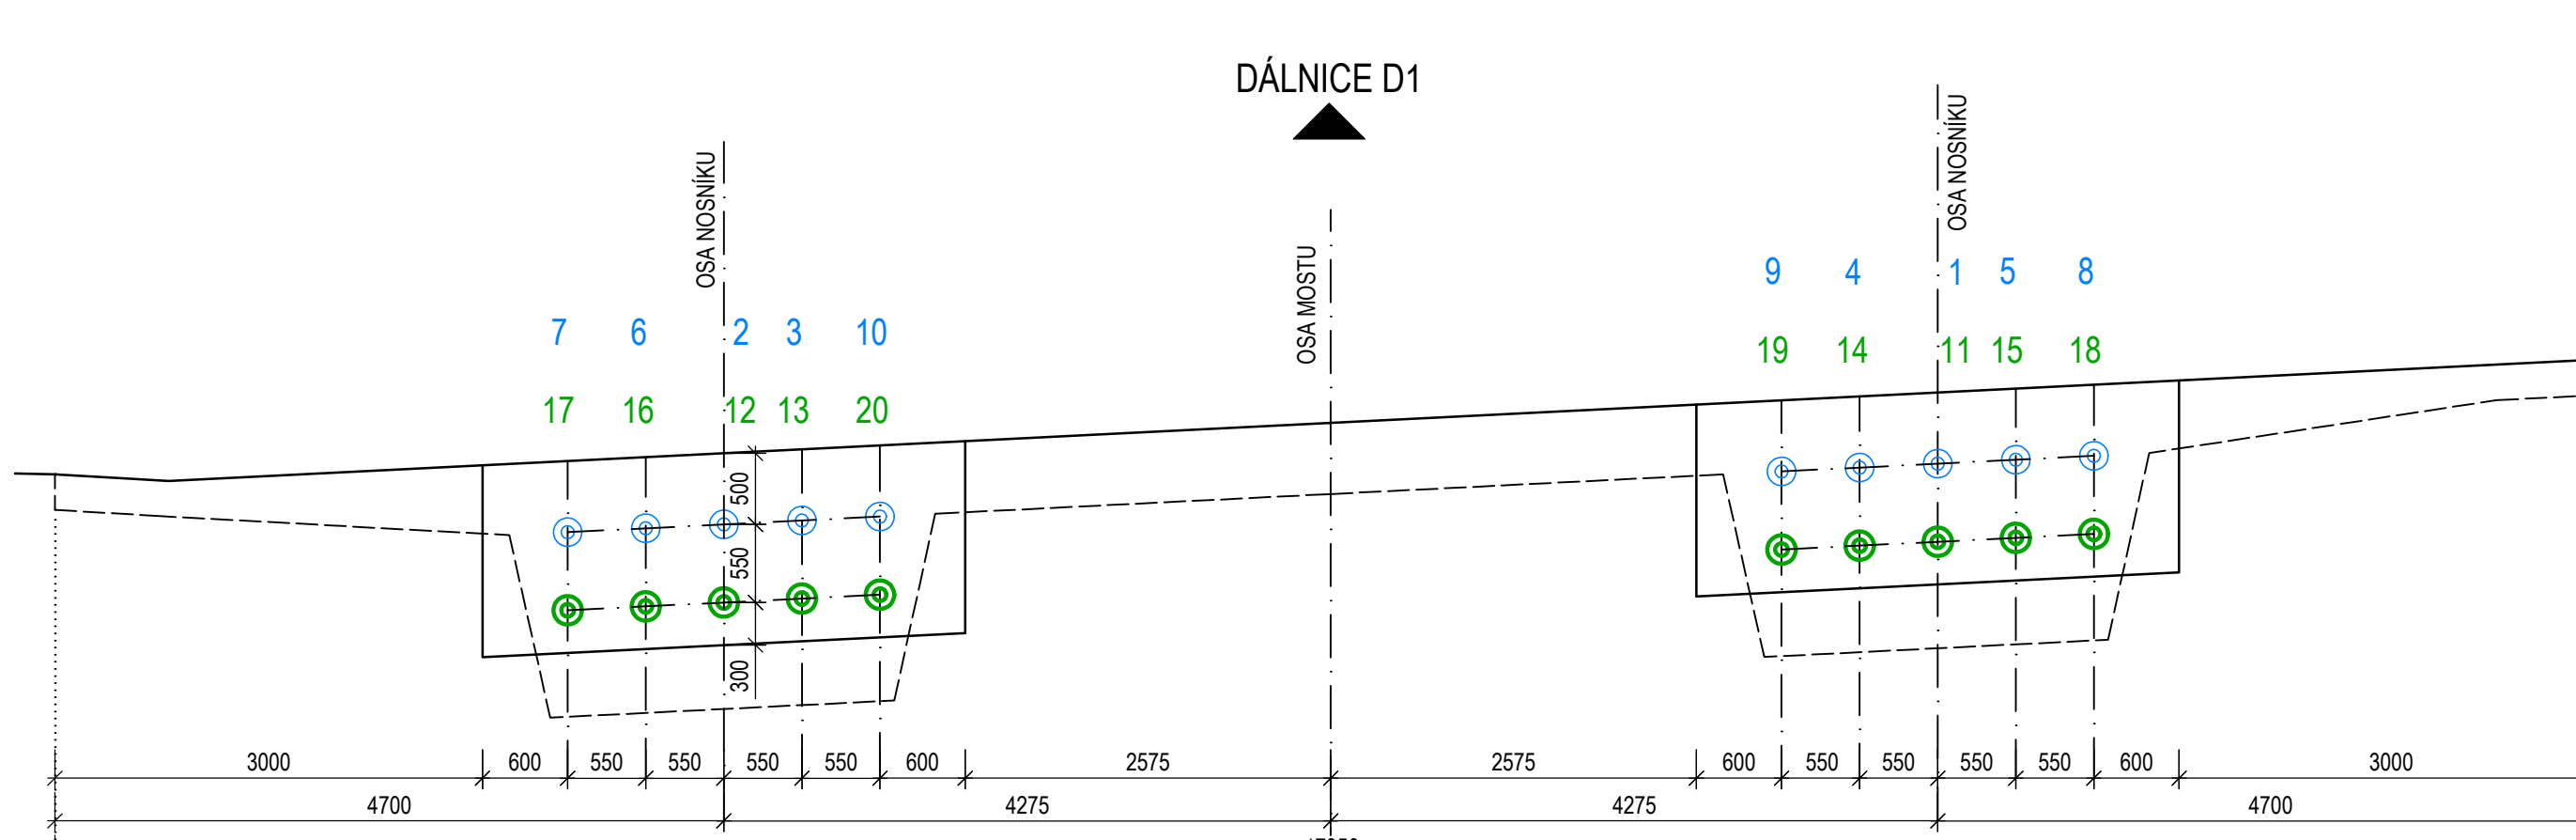 DÁLNICE D1
OSA NOSNÍKU
OSA MOSTU
OSA NOSNÍKU
9 4 1 5 8
7 6 2 3 10
19 14 11 15 18
17 16 12 13 20
500
550
300
3000 600 550 550 550 550 600 2575 2575 600 550 550 550 550 600 3000
4700 4275 4275 4700